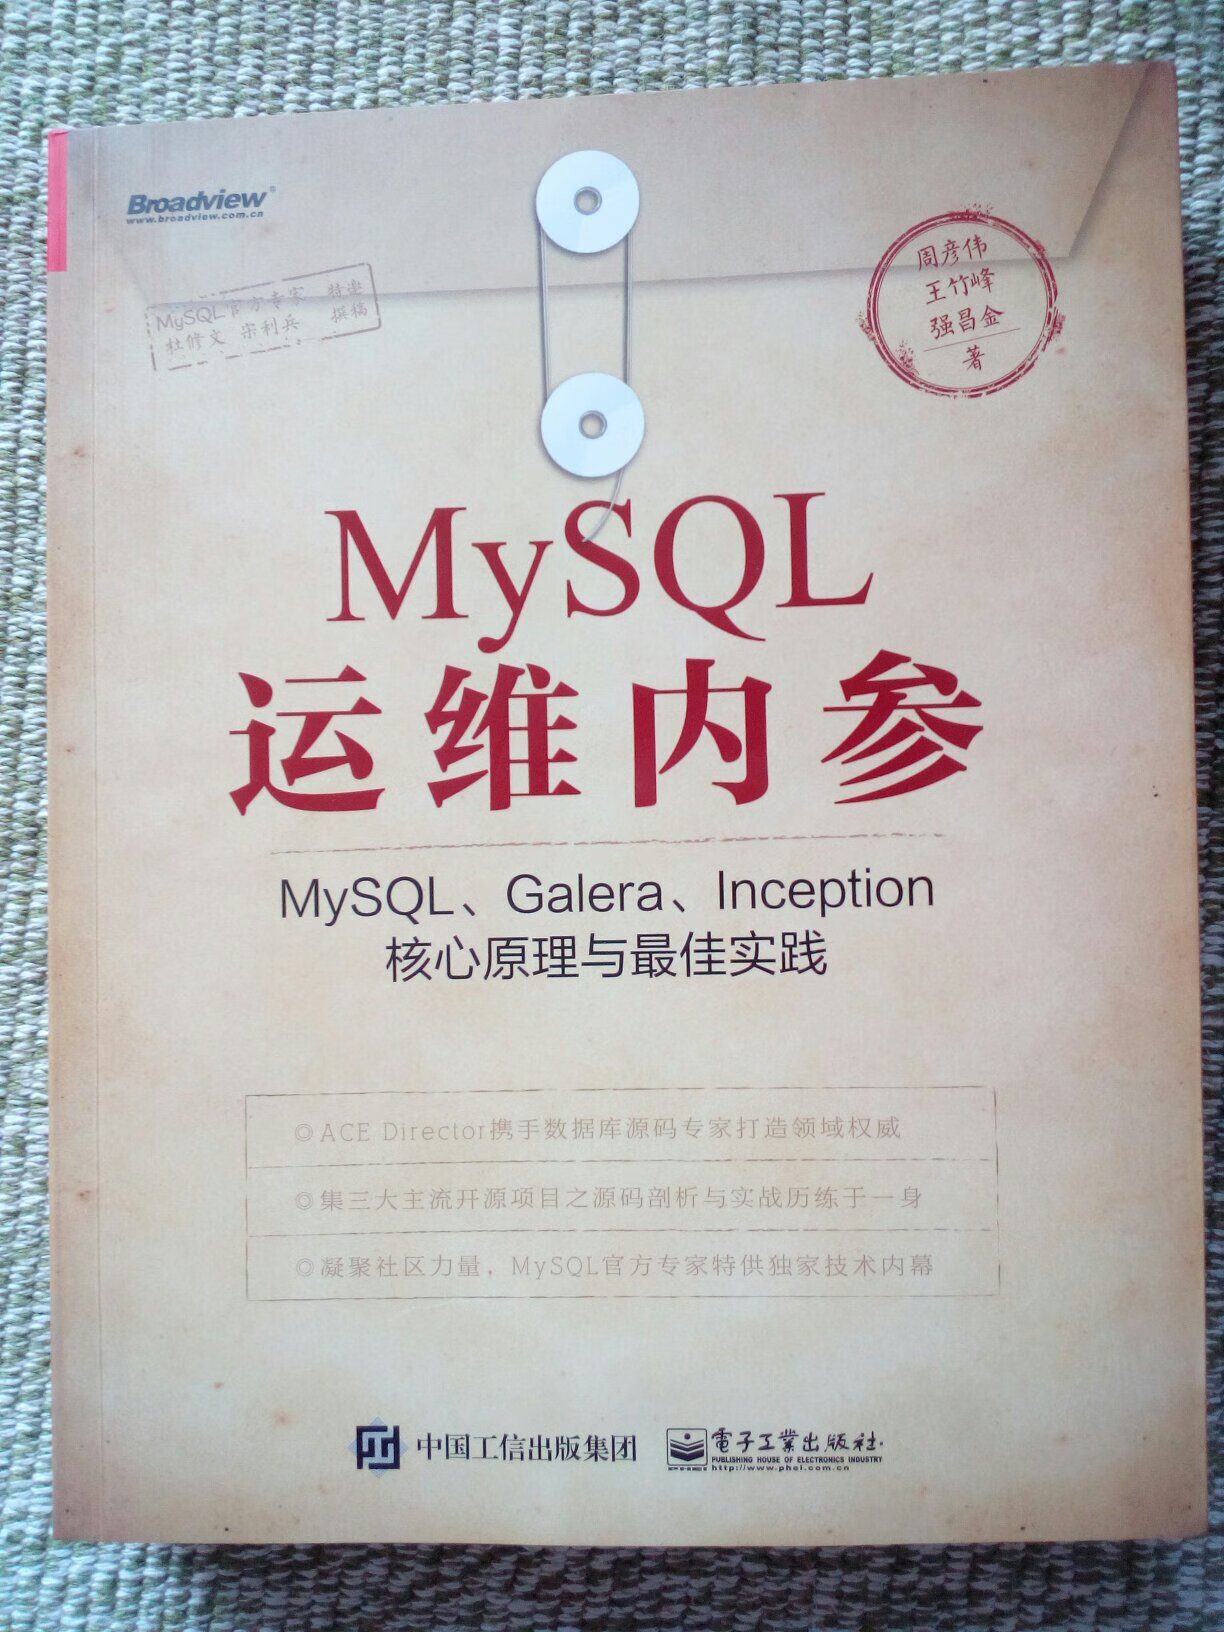 Broadview®
www.broadview.com.cn
MySQL官方专家 特邀
杜修文 宋利兵 撰稿
周彦伟
王竹峰
强昌金
著
MySQL
运维内参
MySQL、Galera、Inception
核心原理与最佳实践
◎ACE Director携手数据库源码专家打造领域权威
◎集三大主流开源项目之源码剖析与实战历练于一身
◎凝聚社区力量，MySQL官方专家特供独家技术内幕
中国工信出版集团
電子工業出版社·
PUBLISHING HOUSE OF ELECTRONICS INDUSTRY
http://www.phei.com.cn
PHEI